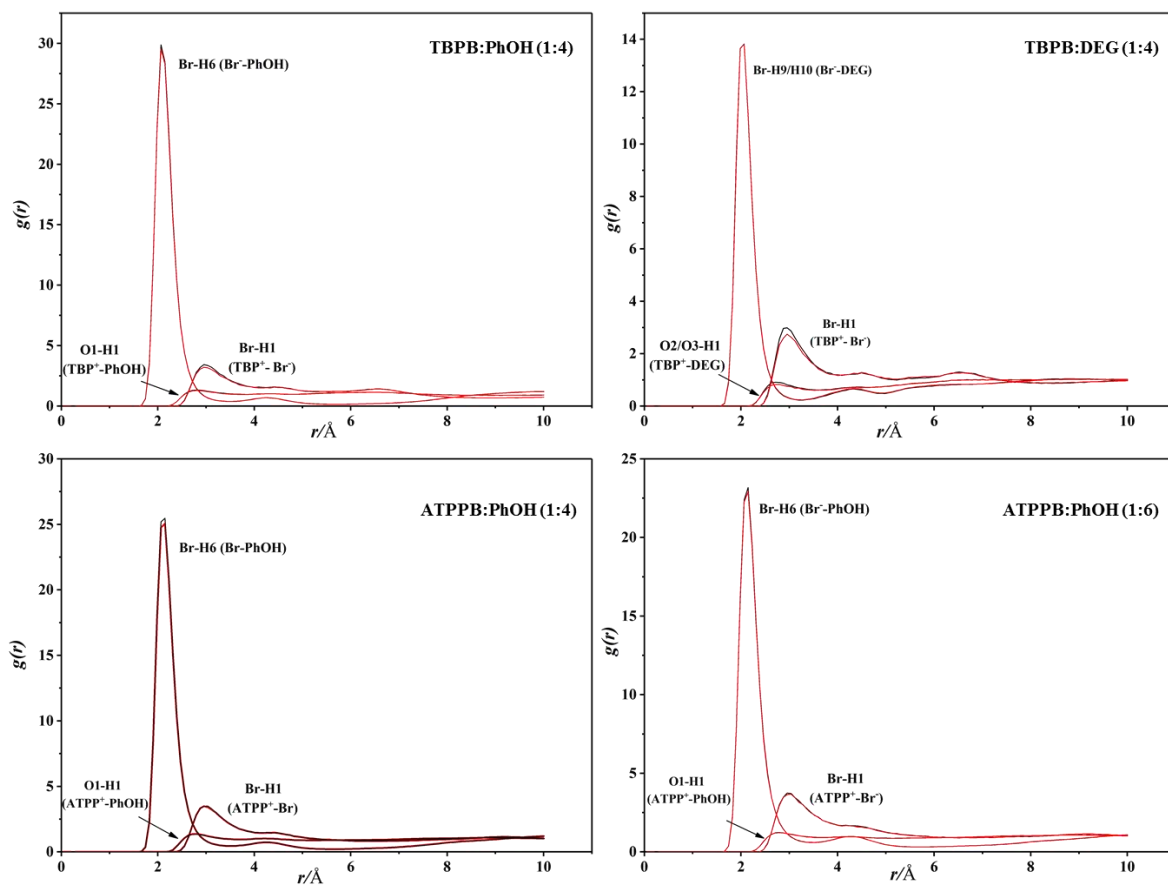 TBPB:PhOH (1:4)
g(r)
30
25
20
15
10
5
0
Br-H6 (Br⁻-PhOH)
O1-H1
(TBP⁺-PhOH)
Br-H1
(TBP⁺- Br⁻)
0 2 4 6 8 10
r/Å
TBPB:DEG (1:4)
g(r)
14
12
10
8
6
4
2
0
Br-H9/H10 (Br⁻-DEG)
O2/O3-H1
(TBP⁺-DEG)
Br-H1
(TBP⁺- Br⁻)
0 2 4 6 8 10
r/Å
ATPPB:PhOH (1:4)
g(r)
30
25
20
15
10
5
0
Br-H6 (Br-PhOH)
O1-H1
(ATPP⁺-PhOH)
Br-H1
(ATPP⁺-Br)
0 2 4 6 8 10
r/Å
ATPPB:PhOH (1:6)
g(r)
25
20
15
10
5
0
Br-H6 (Br⁻-PhOH)
O1-H1
(ATPP⁺-PhOH)
Br-H1
(ATPP⁺-Br⁻)
0 2 4 6 8 10
r/Å